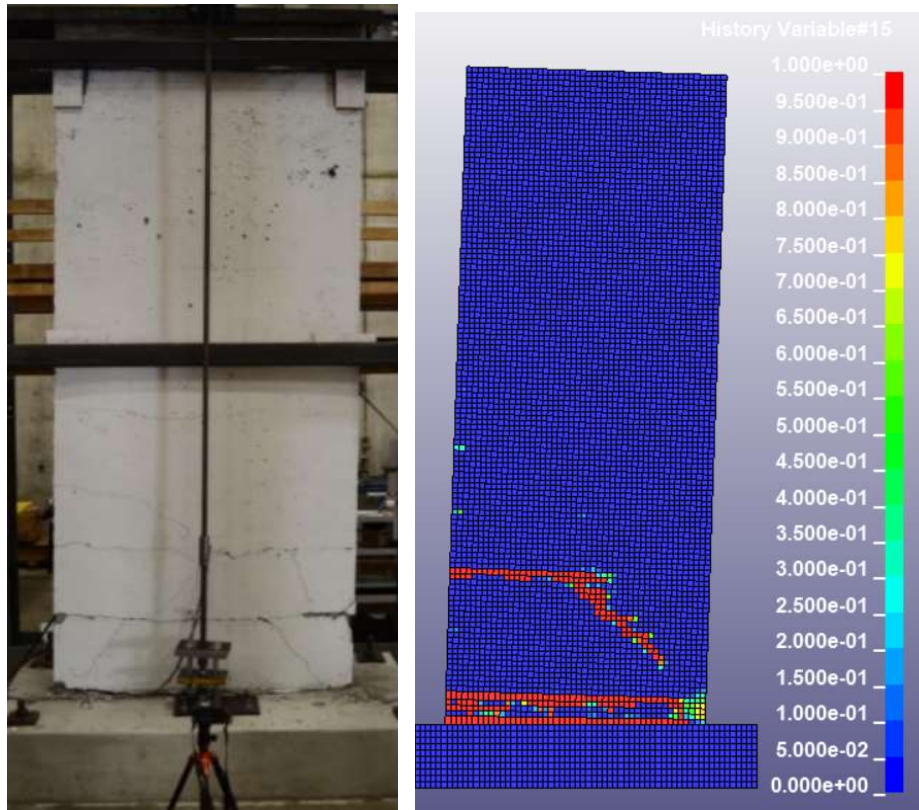 History Variable#15
1.000e+00
9.500e-01
9.000e-01
8.500e-01
8.000e-01
7.500e-01
7.000e-01
6.500e-01
6.000e-01
5.500e-01
5.000e-01
4.500e-01
4.000e-01
3.500e-01
3.000e-01
2.500e-01
2.000e-01
1.500e-01
1.000e-01
5.000e-02
0.000e+00